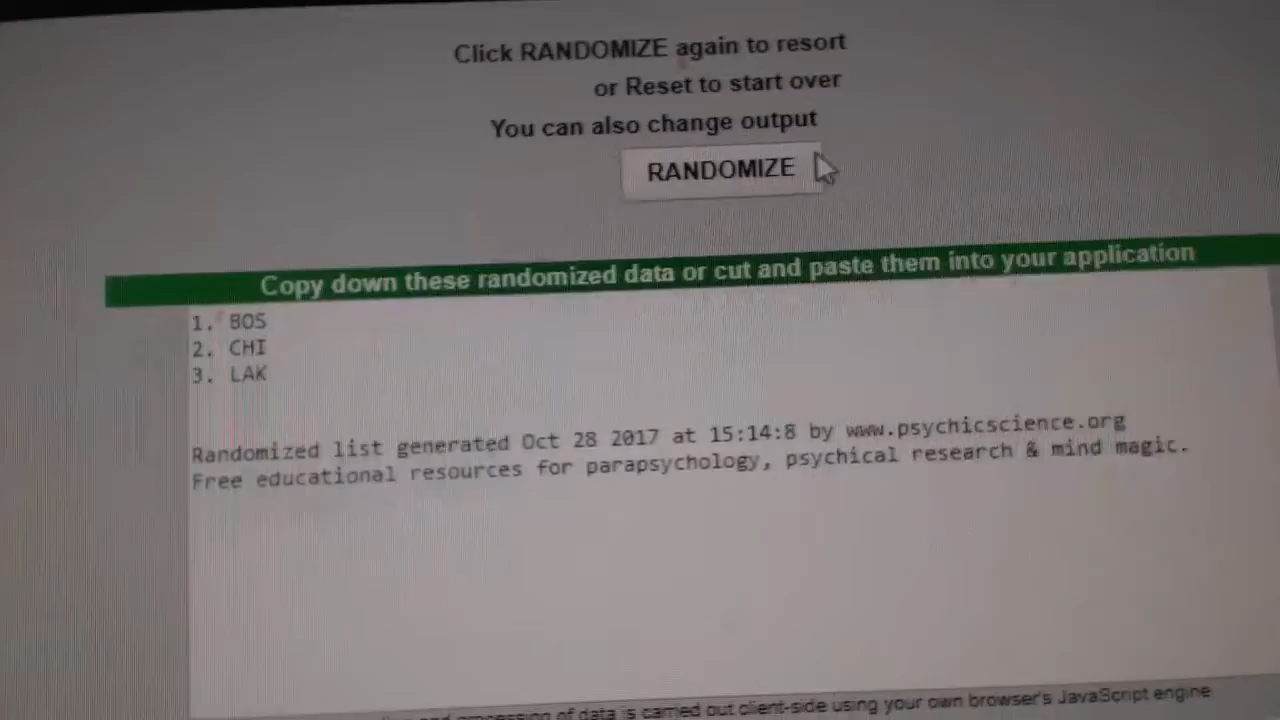 Click RANDOMIZE again to resort
or Reset to start over
You can also change output
RANDOMIZE
Copy down these randomized data or cut and paste them into your application
1. BOS
2. CHI
3. LAK
Randomized list generated Oct 28 2017 at 15:14:8 by www.psychicscience.org
Free educational resources for parapsychology, psychical research & mind magic.
of data is carried out client-side using your own browser's JavaScript engine